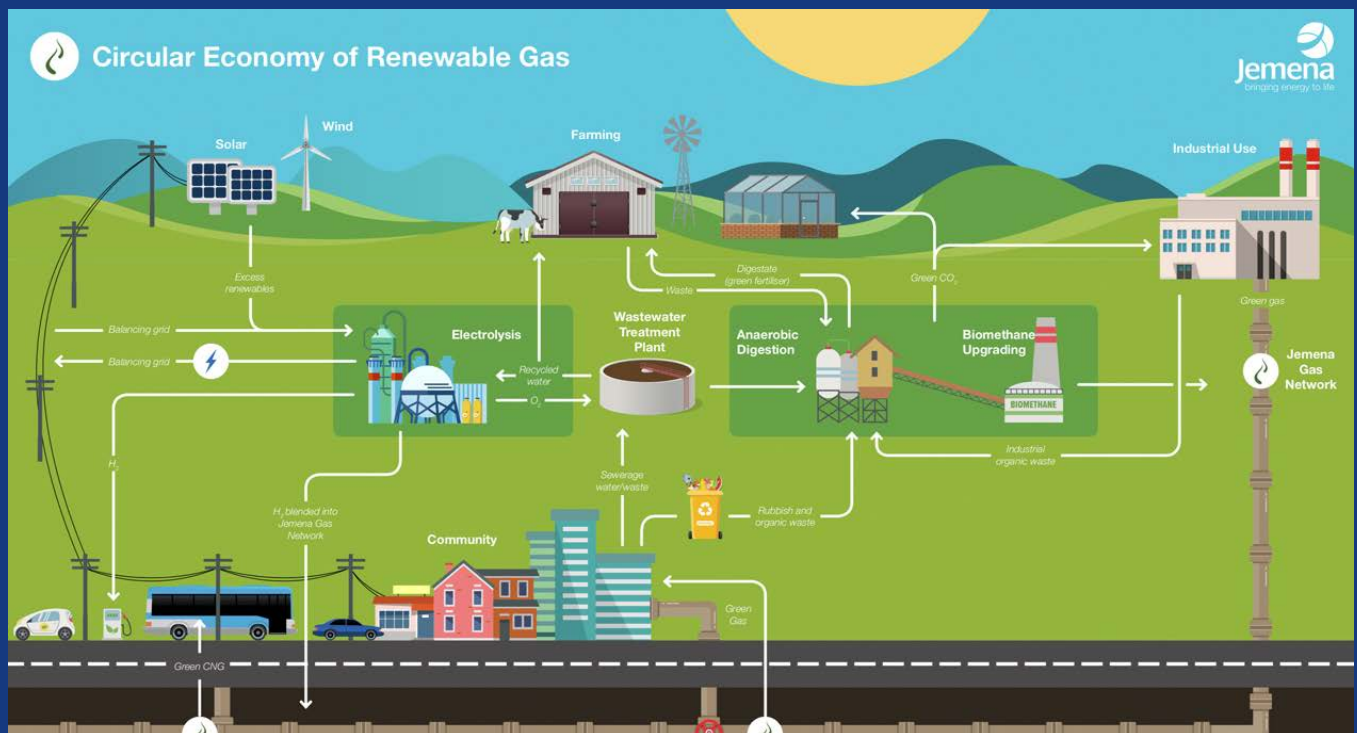 Circular Economy of Renewable Gas
Jemena
bringing energy to life
Wind
Solar
Farming
Industrial Use
Excess
renewables
Digestate
(green fertiliser)
Waste
Green CO₂
Green gas
Balancing grid
Balancing grid
Electrolysis
Wastewater
Treatment
Plant
Anaerobic
Digestion
Biomethane
Upgrading
Jemena
Gas
Network
Recycled
water
O₂
BIOMETHANE
H₂
Sewerage
water/waste
Industrial
organic waste
H₂ blended into
Jemena Gas
Network
Rubbish and
organic waste
Community
Green
Gas
Green CNG